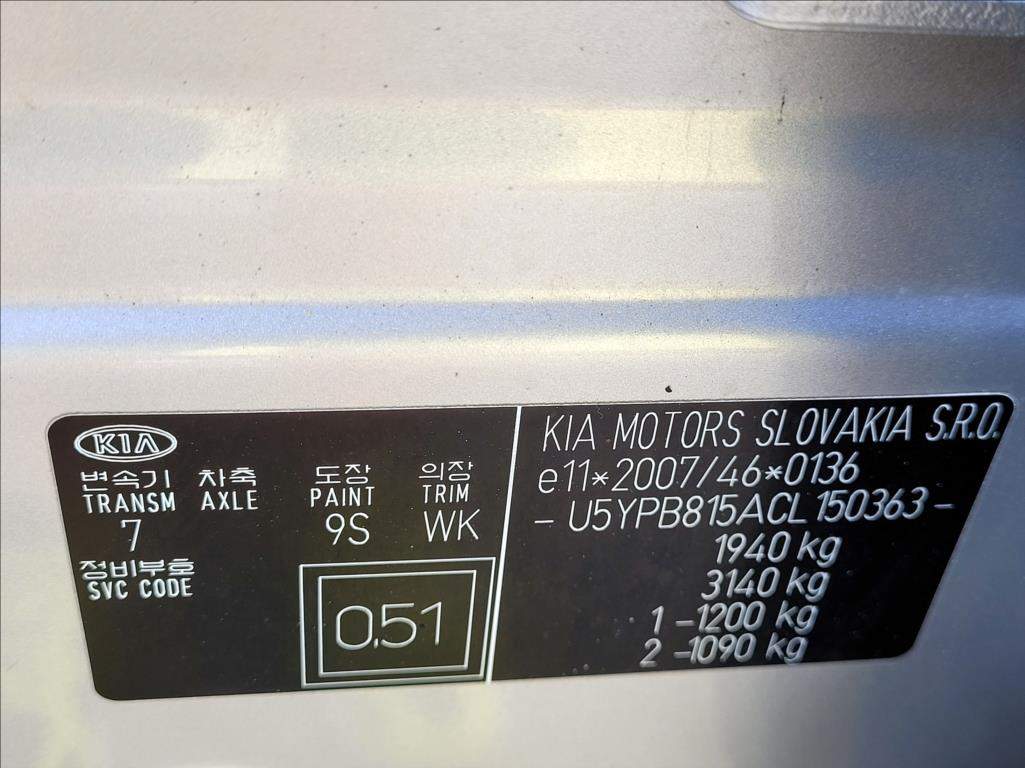 KIA
변속기 차축 도장 의장
TRANSM AXLE PAINT TRIM
7 9S WK
정비부호
SVC CODE
0,51
KIA MOTORS SLOVAKIA S.R.O.
e11*2007/46*0136
- U5YPB815ACL150363 -
1940 kg
3140 kg
1 -1200 kg
2 -1090 kg